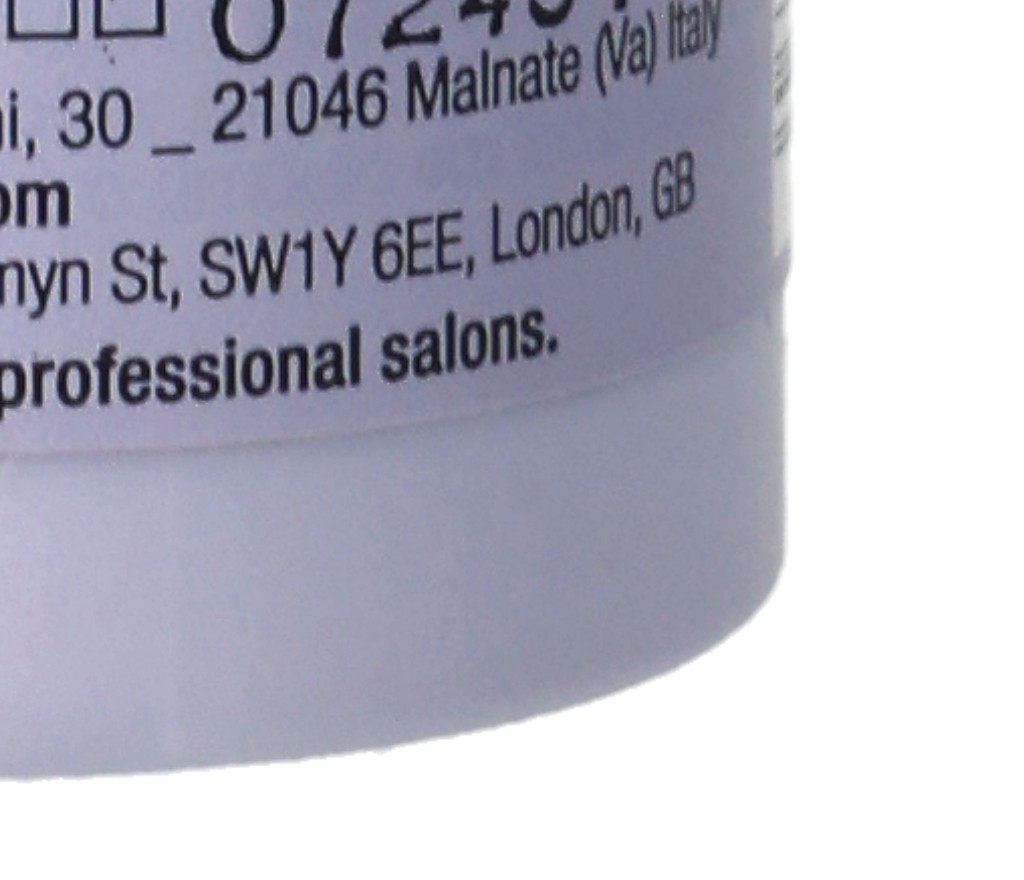 i, 30 _ 21046 Malnate (Va) Italy
om
nyn St, SW1Y 6EE, London, GB
professional salons.